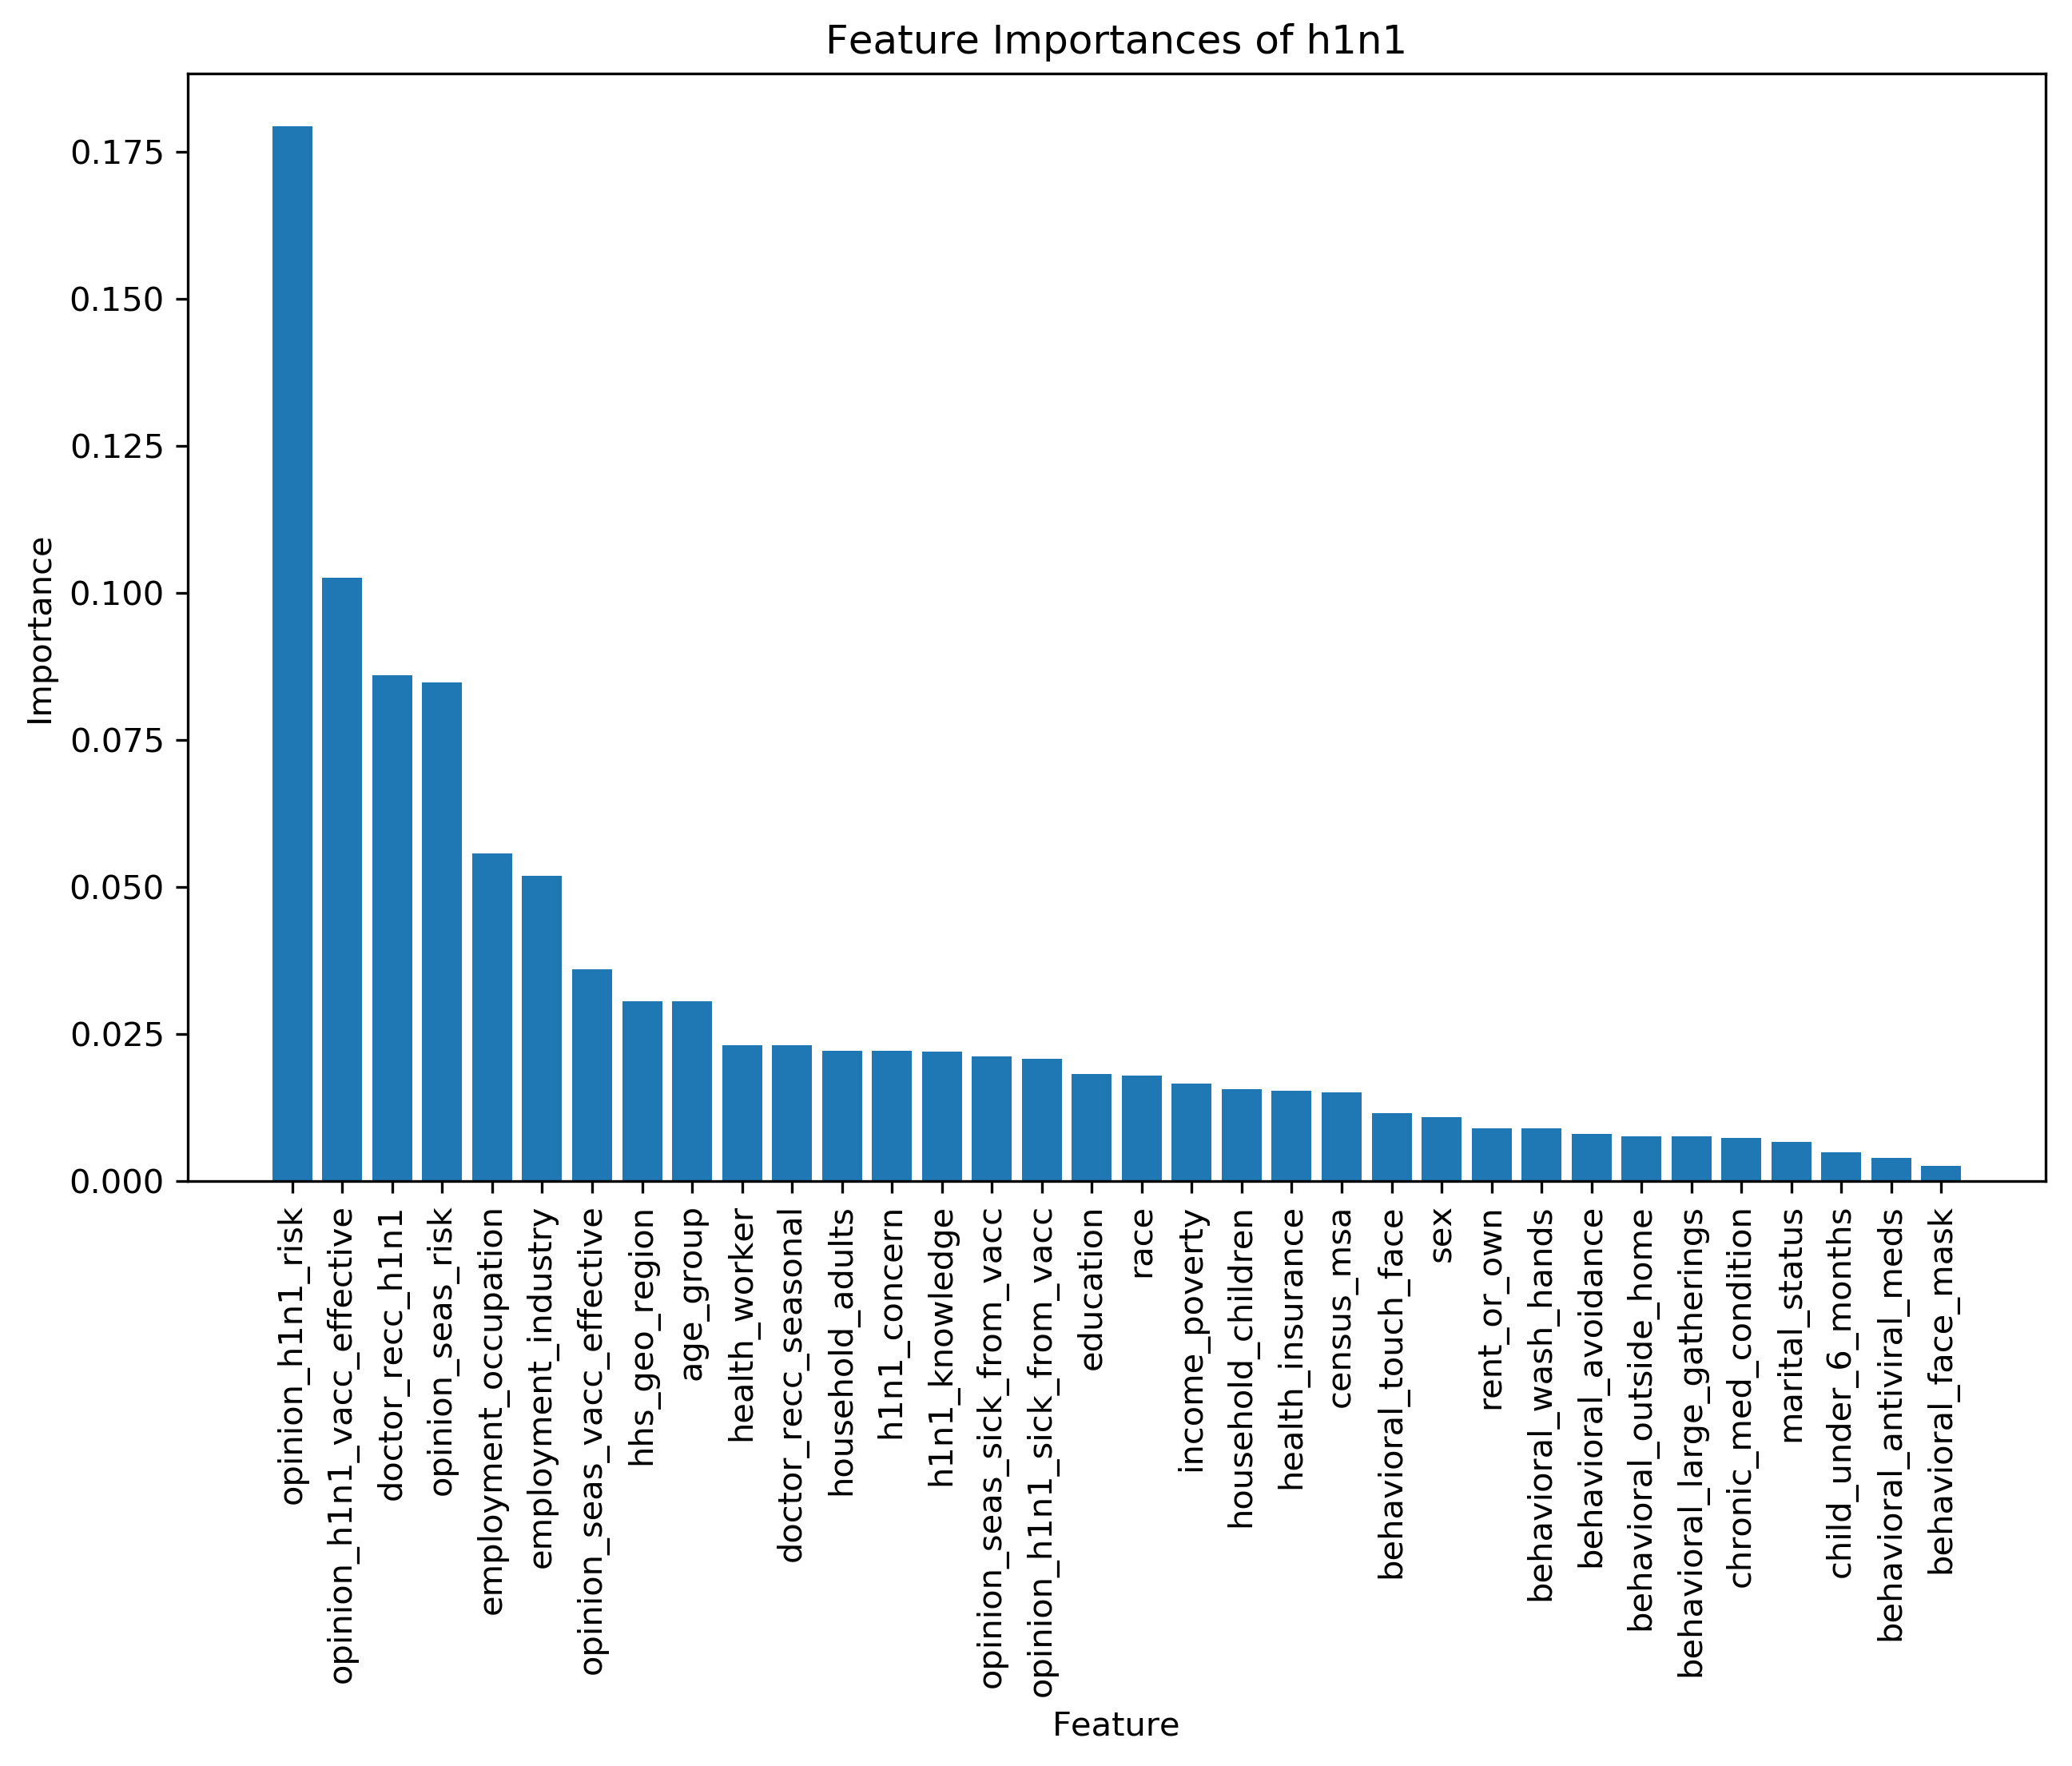 Feature Importances of h1n1
Importance
0.175
0.150
0.125
0.100
0.075
0.050
0.025
0.000
opinion_h1n1_risk
opinion_h1n1_vacc_effective
doctor_recc_h1n1
opinion_seas_risk
employment_occupation
employment_industry
opinion_seas_vacc_effective
hhs_geo_region
age_group
health_worker
doctor_recc_seasonal
household_adults
h1n1_concern
h1n1_knowledge
opinion_seas_sick_from_vacc
opinion_h1n1_sick_from_vacc
education
race
income_poverty
household_children
health_insurance
census_msa
behavioral_touch_face
sex
rent_or_own
behavioral_wash_hands
behavioral_avoidance
behavioral_outside_home
behavioral_large_gatherings
chronic_med_condition
marital_status
child_under_6_months
behavioral_antiviral_meds
behavioral_face_mask
Feature